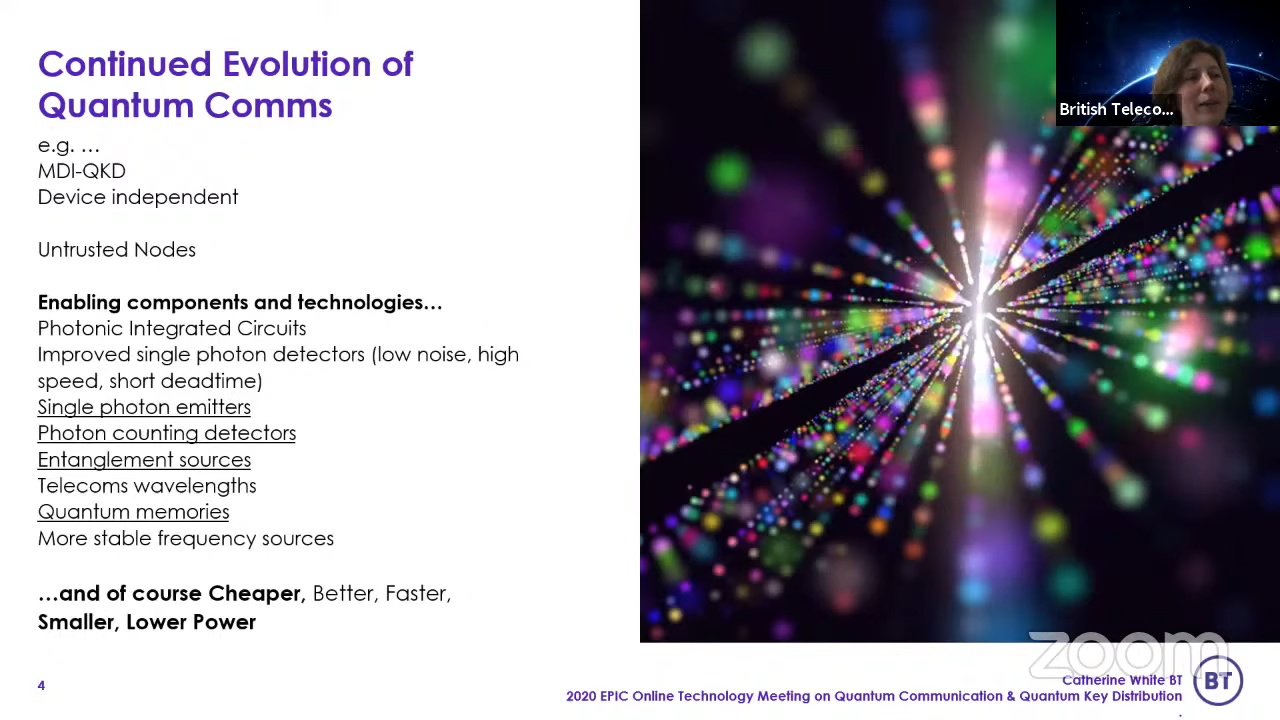 Continued Evolution of
Quantum Comms
e.g. …
MDI-QKD
Device independent
Untrusted Nodes
Enabling components and technologies…
Photonic Integrated Circuits
Improved single photon detectors (low noise, high
speed, short deadtime)
Single photon emitters
Photon counting detectors
Entanglement sources
Telecoms wavelengths
Quantum memories
More stable frequency sources
…and of course Cheaper, Better, Faster,
Smaller, Lower Power
British Teleco...
zoom
4
Catherine White BT
2020 EPIC Online Technology Meeting on Quantum Communication & Quantum Key Distribution
.
BT